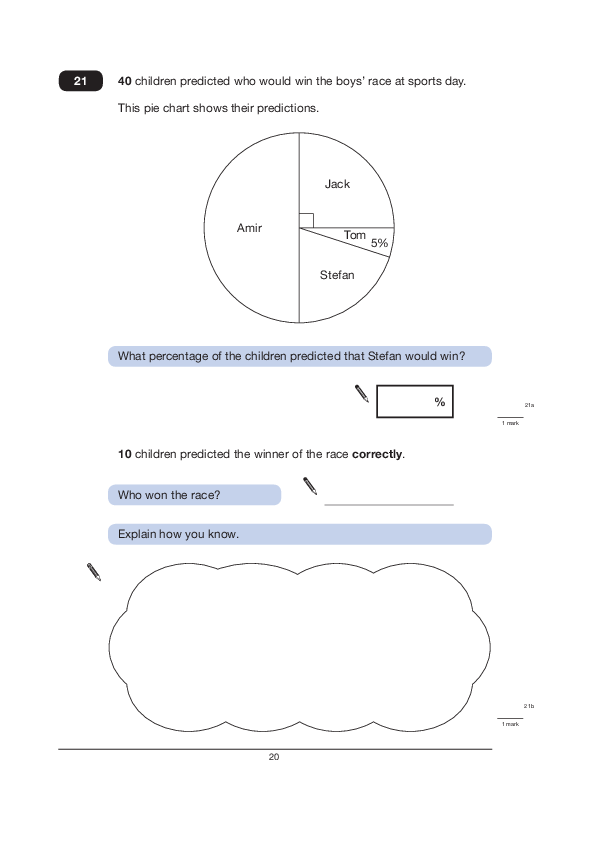 21
40 children predicted who would win the boys’ race at sports day.
This pie chart shows their predictions.
Jack
Amir
Tom
5%
Stefan
What percentage of the children predicted that Stefan would win?
%
21a
1 mark
10 children predicted the winner of the race correctly.
Who won the race?
Explain how you know.
21b
1 mark
20